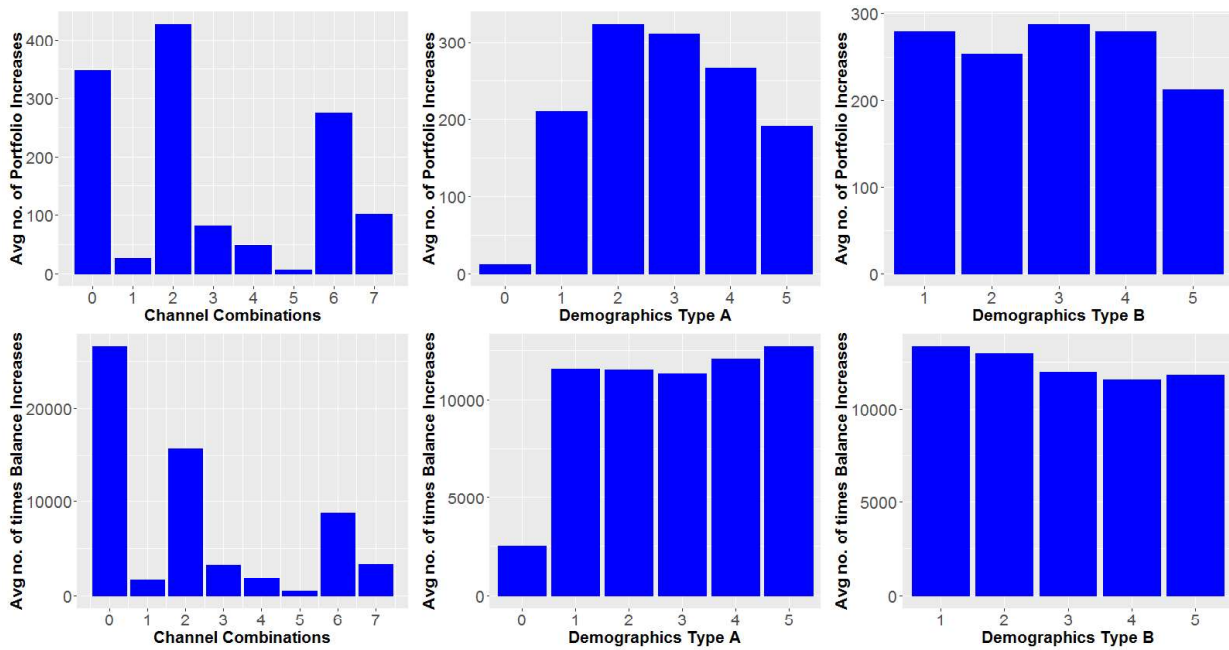 Avg no. of Portfolio Increases
400
300
200
100
0
0 1 2 3 4 5 6 7
Channel Combinations
Avg no. of Portfolio Increases
300
200
100
0
0 1 2 3 4 5
Demographics Type A
Avg no. of Portfolio Increases
300
200
100
0
1 2 3 4 5
Demographics Type B
Avg no. of times Balance Increases
20000
10000
0
0 1 2 3 4 5 6 7
Channel Combinations
Avg no. of times Balance Increases
10000
5000
0
0 1 2 3 4 5
Demographics Type A
Avg no. of times Balance Increases
10000
5000
0
1 2 3 4 5
Demographics Type B